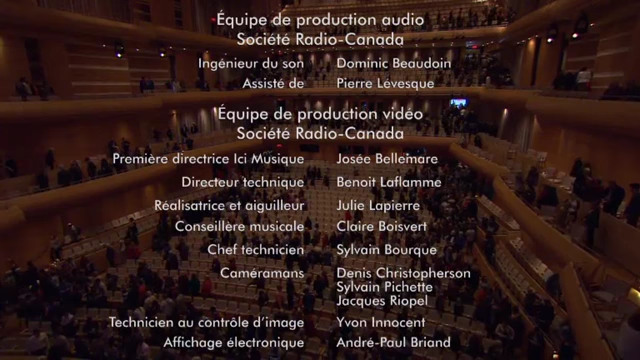 Équipe de production audio
Société Radio-Canada
Ingénieur du son Dominic Beaudoin
Assisté de Pierre Lévesque
Équipe de production vidéo
Société Radio-Canada
Première directrice Ici Musique Josée Bellemare
Directeur technique Benoit Laflamme
Réalisatrice et aiguilleur Julie Lapierre
Conseillère musicale Claire Boisvert
Chef technicien Sylvain Bourque
Caméramans Denis Christopherson
Sylvain Pichette
Jacques Riopel
Technicien au contrôle d'image Yvon Innocent
Affichage électronique André-Paul Briand